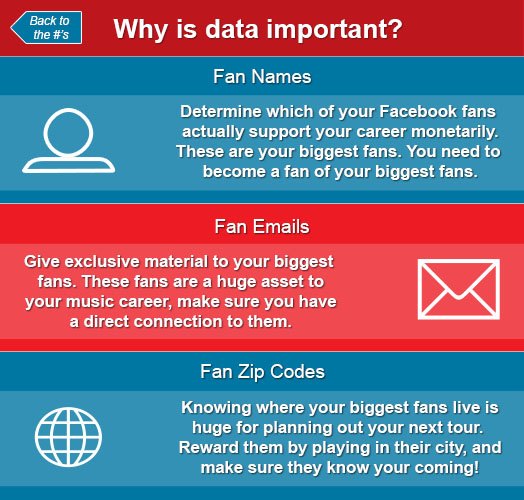 Back to
the #'s
Why is data important?
Fan Names
Determine which of your Facebook fans
actually support your career monetarily.
These are your biggest fans. You need to
become a fan of your biggest fans.
Fan Emails
Give exclusive material to your biggest
fans. These fans are a huge asset to
your music career, make sure you have
a direct connection to them.
Fan Zip Codes
Knowing where your biggest fans live is
huge for planning out your next tour.
Reward them by playing in their city, and
make sure they know your coming!